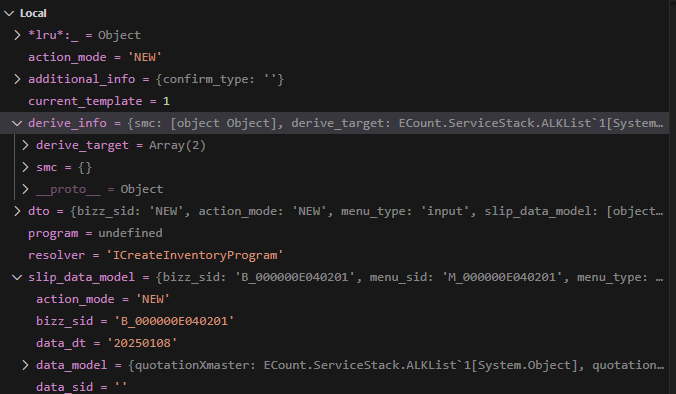 Local
*lru*:_ = Object
action_mode = 'NEW'
additional_info = {confirm_type: ''}
current_template = 1
derive_info = {smc: [object Object], derive_target: ECount.ServiceStack.ALKList`1[System…
derive_target = Array(2)
smc = {}
__proto__ = Object
dto = {bizz_sid: 'NEW', action_mode: 'NEW', menu_type: 'input', slip_data_model: [object…
program = undefined
resolver = 'ICreateInventoryProgram'
slip_data_model = {bizz_sid: 'B_000000E040201', menu_sid: 'M_000000E040201', menu_type: …
action_mode = 'NEW'
bizz_sid = 'B_000000E040201'
data_dt = '20250108'
data_model = {quotationXmaster: ECount.ServiceStack.ALKList`1[System.Object], quotation…
data_sid = ''